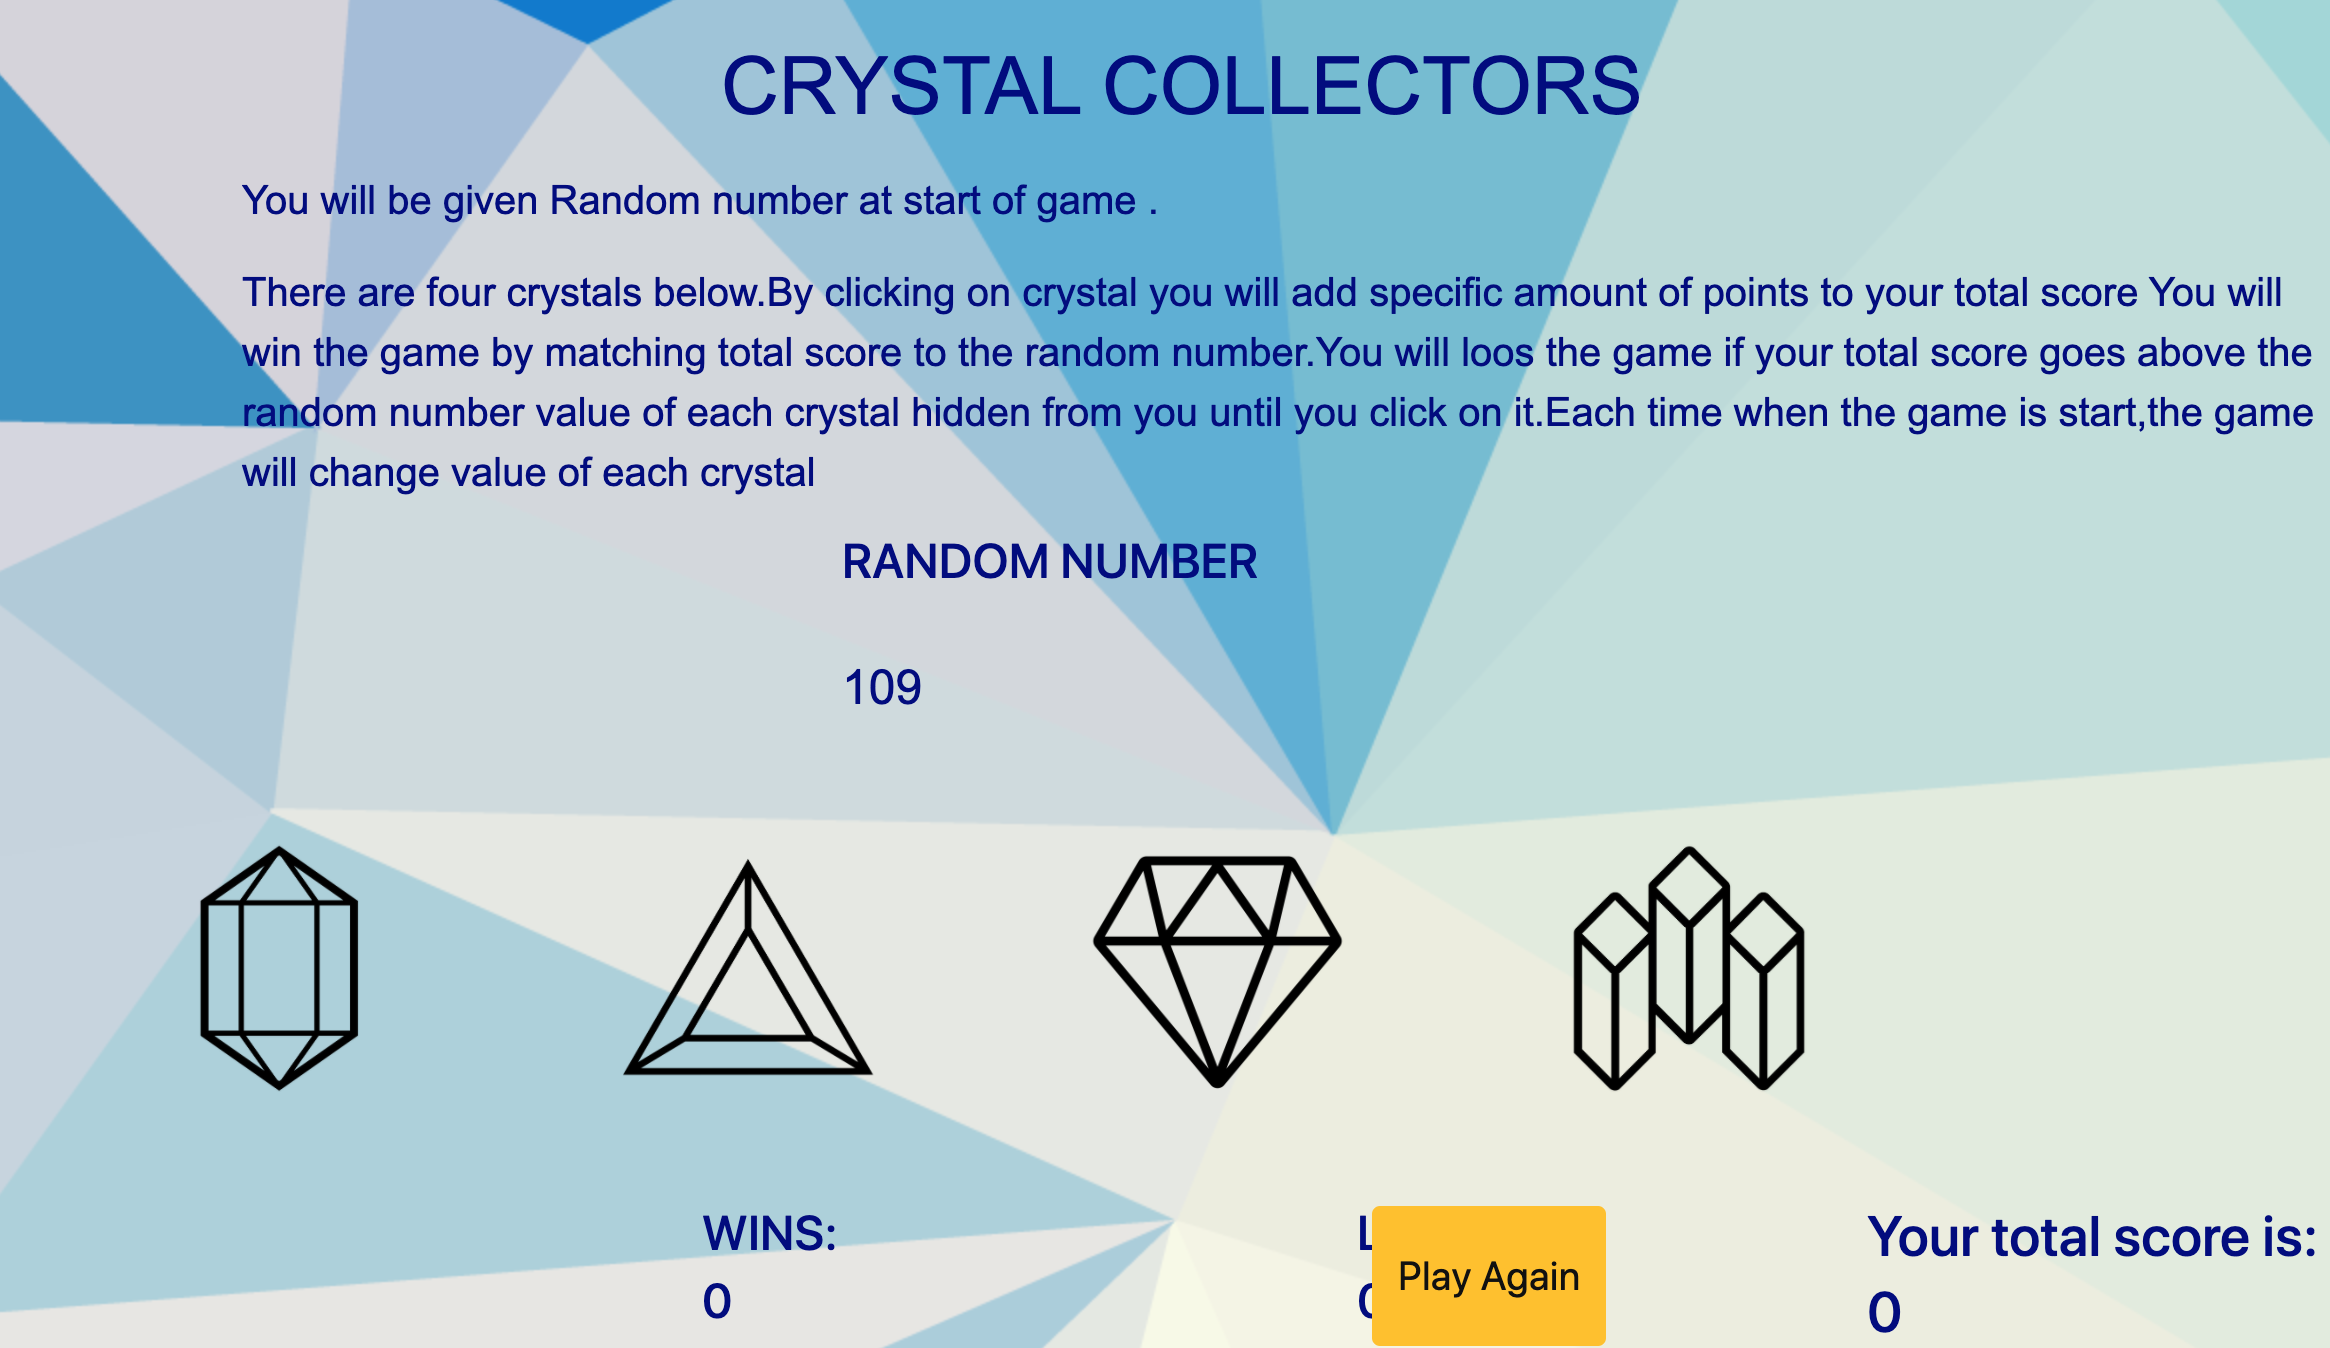 CRYSTAL COLLECTORS
You will be given Random number at start of game .
There are four crystals below.By clicking on crystal you will add specific amount of points to your total score You will
win the game by matching total score to the random number.You will loos the game if your total score goes above the
random number value of each crystal hidden from you until you click on it.Each time when the game is start,the game
will change value of each crystal
RANDOM NUMBER
109
WINS:
0
Play Again
Your total score is:
0